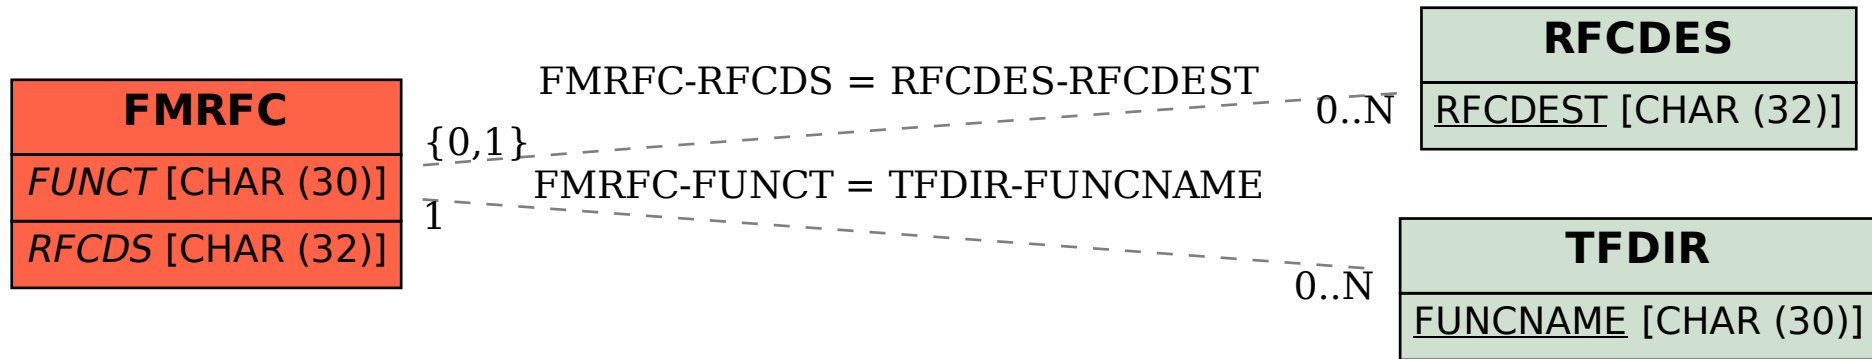 FMRFC
FUNCT [CHAR (30)]
RFCDS [CHAR (32)]
FMRFC-RFCDS = RFCDES-RFCDEST
{0,1}
0..N
FMRFC-FUNCT = TFDIR-FUNCNAME
1
0..N
RFCDES
RFCDEST [CHAR (32)]
TFDIR
FUNCNAME [CHAR (30)]